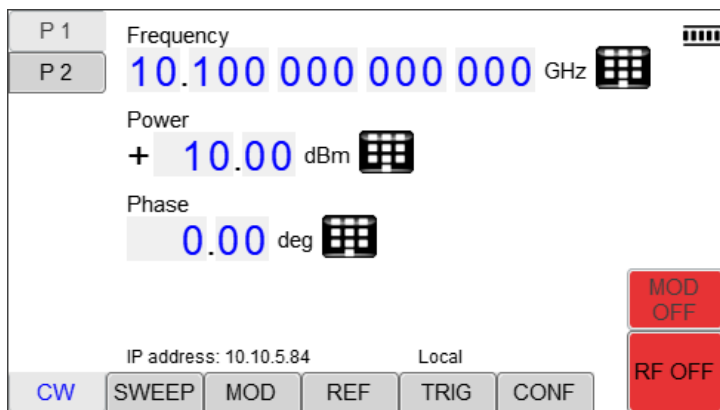 P 1
Frequency
P 2
10.100 000 000 000 GHz
Power
+ 10.00 dBm
Phase
0.00 deg
MOD
OFF
IP address: 10.10.5.84 Local
RF OFF
CW SWEEP MOD REF TRIG CONF